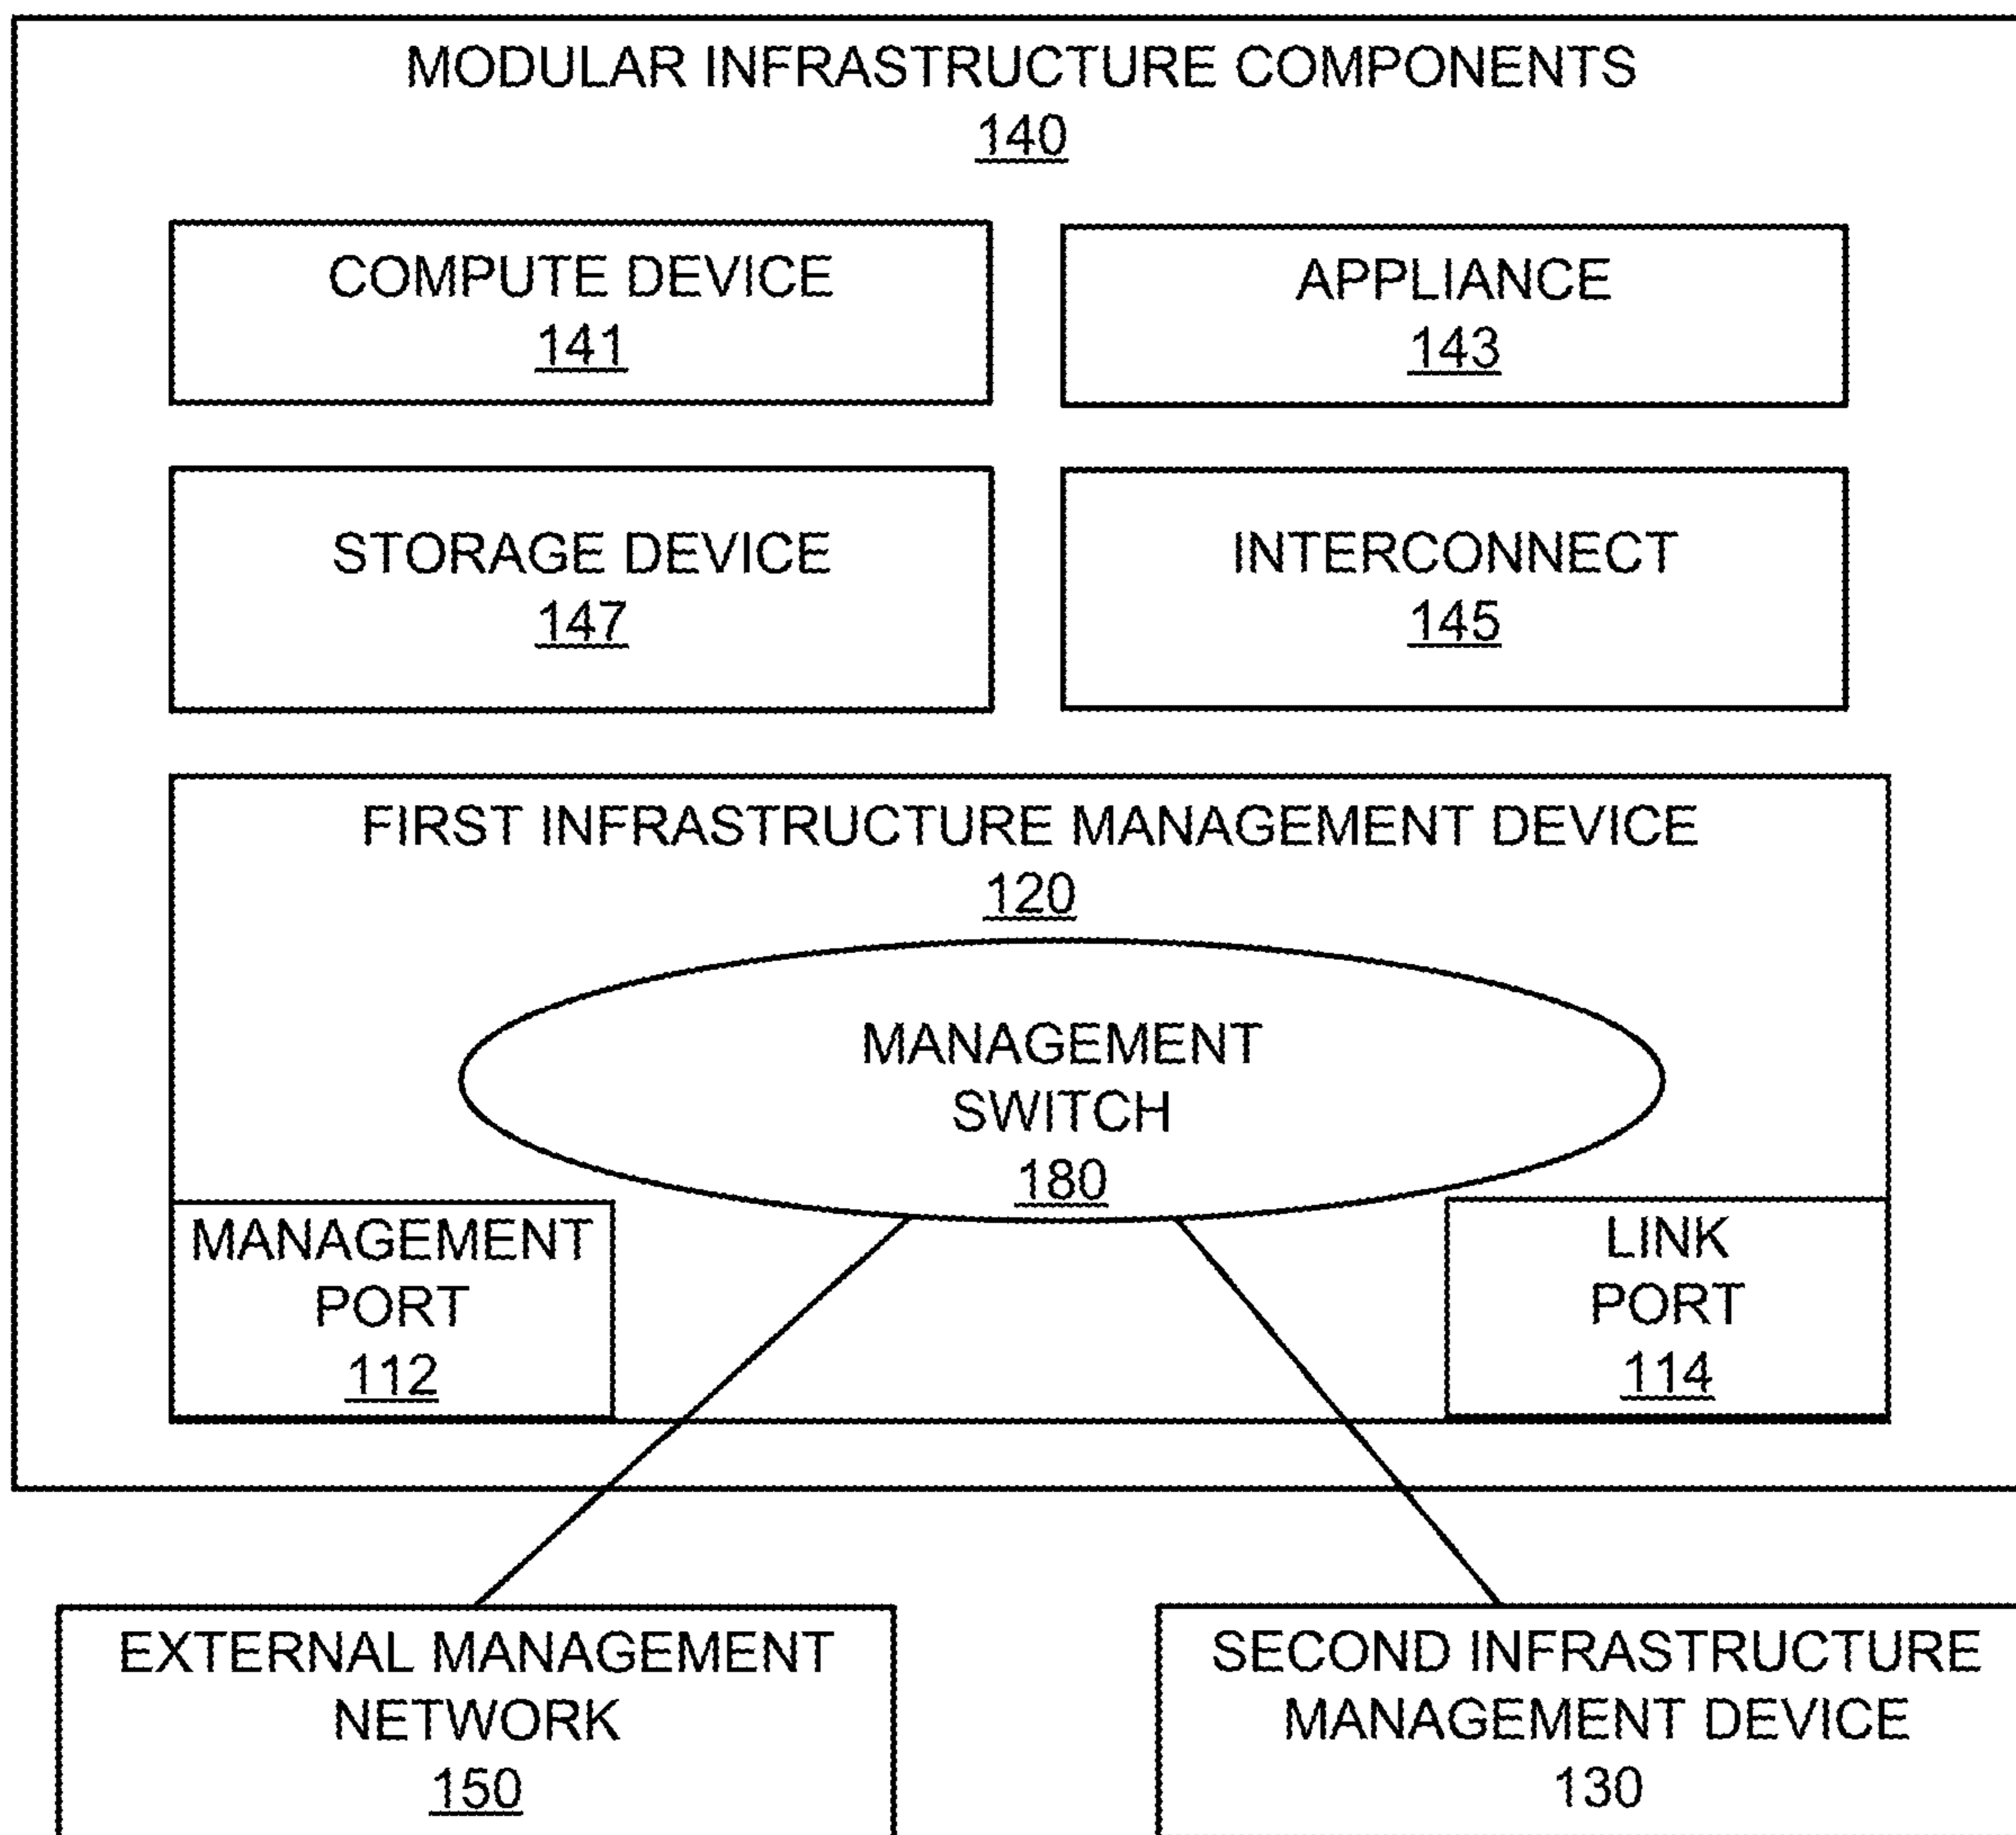 MODULAR INFRASTRUCTURE COMPONENTS
140
COMPUTE DEVICE
141
APPLIANCE
143
STORAGE DEVICE
147
INTERCONNECT
145
FIRST INFRASTRUCTURE MANAGEMENT DEVICE
120
MANAGEMENT
SWITCH
180
MANAGEMENT
PORT
112
LINK
PORT
114
EXTERNAL MANAGEMENT
NETWORK
150
SECOND INFRASTRUCTURE
MANAGEMENT DEVICE
130